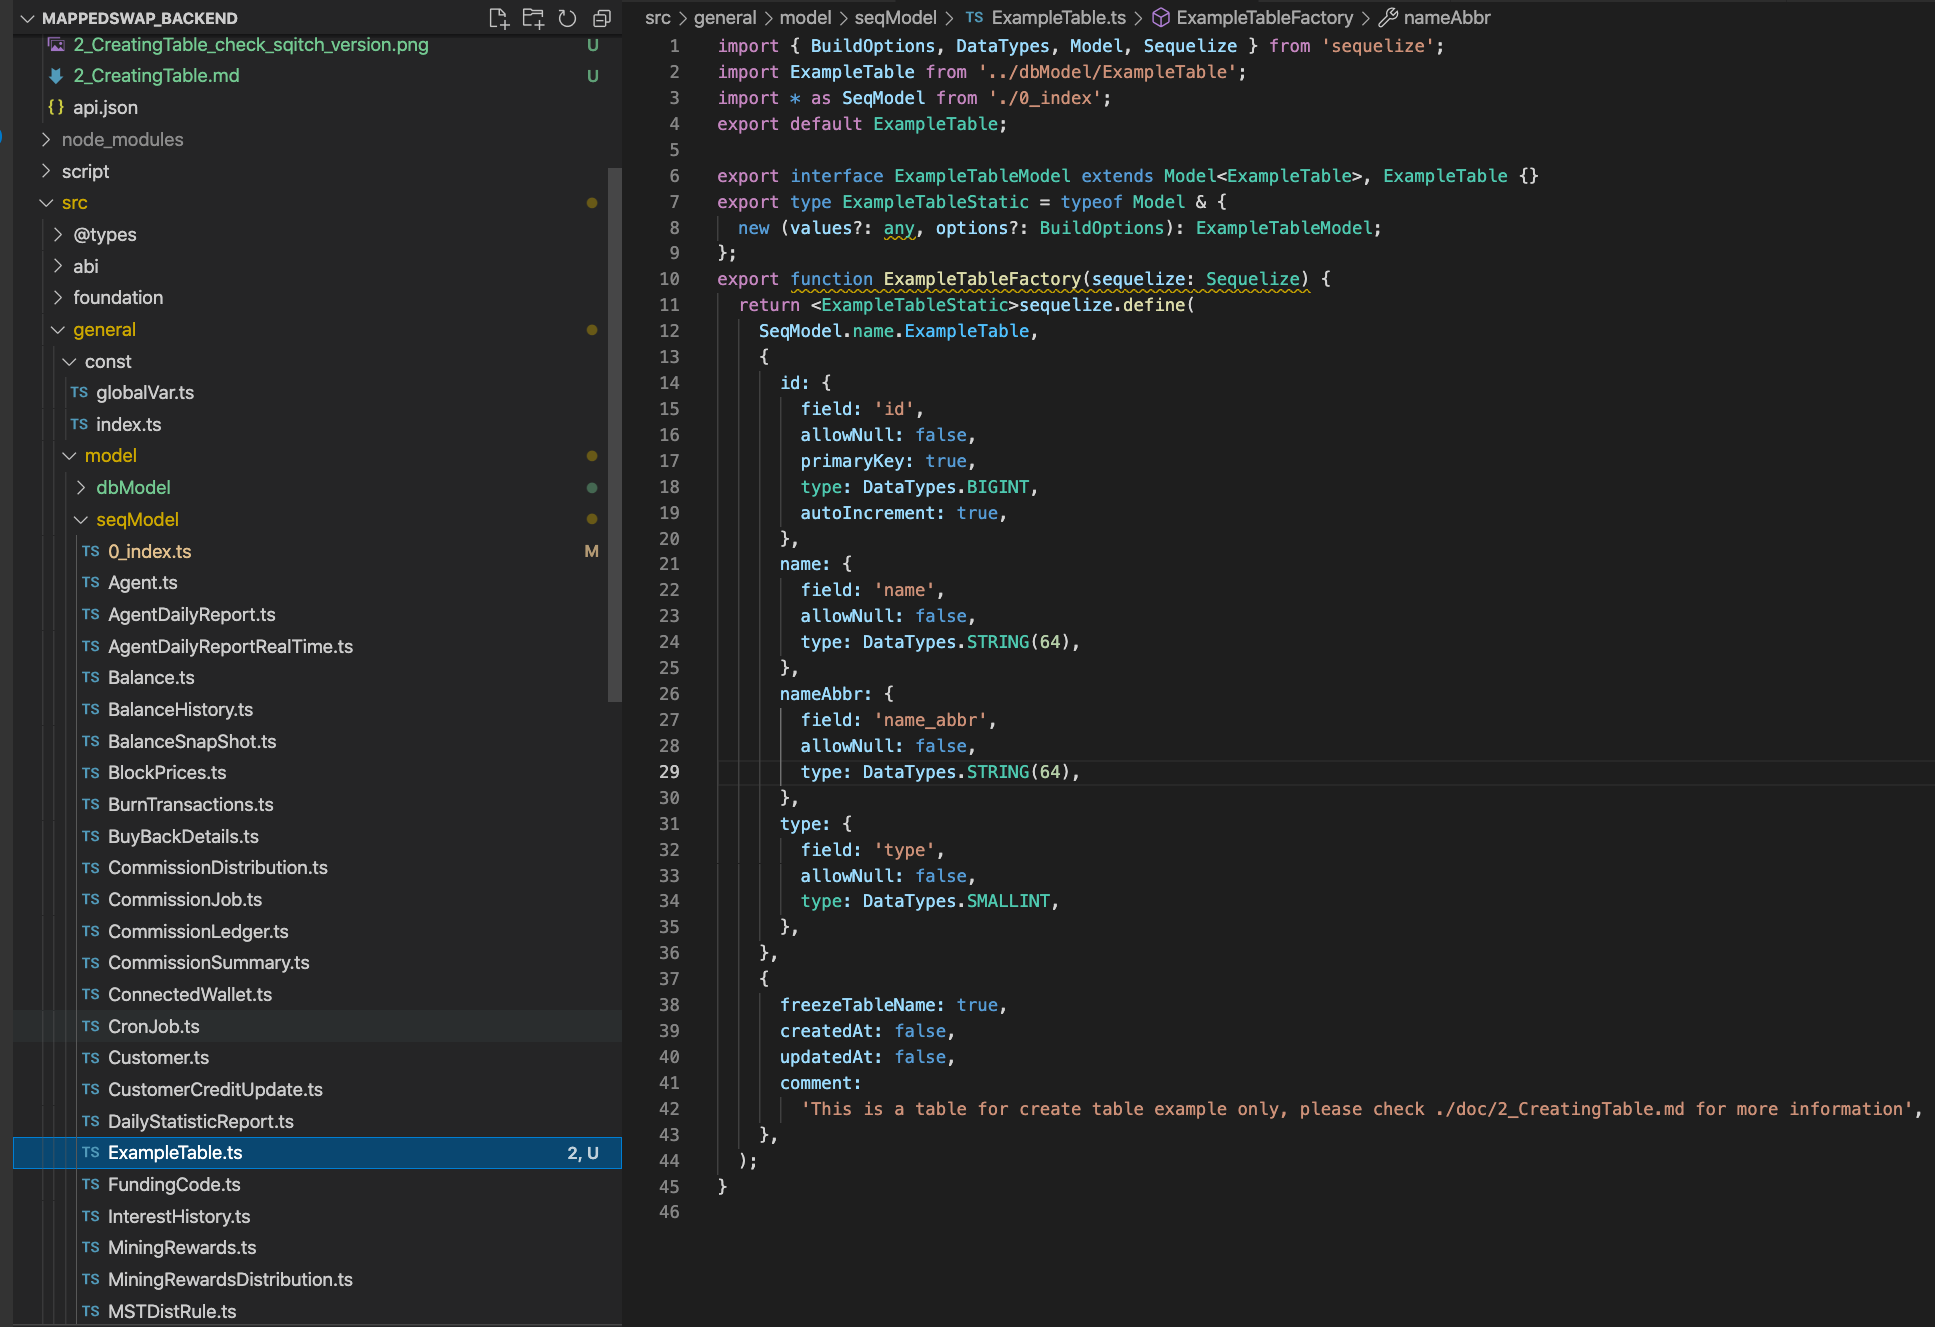 MAPPEDSWAP_BACKEND
2_CreatingTable_check_sqitch_version.png U
2_CreatingTable.md U
{} api.json
node_modules
script
src
@types
abi
foundation
general
const
TS globalVar.ts
TS index.ts
model
dbModel
seqModel
TS 0_index.ts M
TS Agent.ts
TS AgentDailyReport.ts
TS AgentDailyReportRealTime.ts
TS Balance.ts
TS BalanceHistory.ts
TS BalanceSnapShot.ts
TS BlockPrices.ts
TS BurnTransactions.ts
TS BuyBackDetails.ts
TS CommissionDistribution.ts
TS CommissionJob.ts
TS CommissionLedger.ts
TS CommissionSummary.ts
TS ConnectedWallet.ts
TS CronJob.ts
TS Customer.ts
TS CustomerCreditUpdate.ts
TS DailyStatisticReport.ts
TS ExampleTable.ts 2, U
TS FundingCode.ts
TS InterestHistory.ts
TS MiningRewards.ts
TS MiningRewardsDistribution.ts
TS MSTDistRule.ts
src > general > model > seqModel > TS ExampleTable.ts > ExampleTableFactory > nameAbbr
1 import { BuildOptions, DataTypes, Model, Sequelize } from 'sequelize';
2 import ExampleTable from '../dbModel/ExampleTable';
3 import * as SeqModel from './0_index';
4 export default ExampleTable;
5
6 export interface ExampleTableModel extends Model<ExampleTable>, ExampleTable {}
7 export type ExampleTableStatic = typeof Model & {
8 new (values?: any, options?: BuildOptions): ExampleTableModel;
9 };
10 export function ExampleTableFactory(sequelize: Sequelize) {
11 return <ExampleTableStatic>sequelize.define(
12 SeqModel.name.ExampleTable,
13 {
14 id: {
15 field: 'id',
16 allowNull: false,
17 primaryKey: true,
18 type: DataTypes.BIGINT,
19 autoIncrement: true,
20 },
21 name: {
22 field: 'name',
23 allowNull: false,
24 type: DataTypes.STRING(64),
25 },
26 nameAbbr: {
27 field: 'name_abbr',
28 allowNull: false,
29 type: DataTypes.STRING(64),
30 },
31 type: {
32 field: 'type',
33 allowNull: false,
34 type: DataTypes.SMALLINT,
35 },
36 },
37 {
38 freezeTableName: true,
39 createdAt: false,
40 updatedAt: false,
41 comment:
42 'This is a table for create table example only, please check ./doc/2_CreatingTable.md for more information',
43 },
44 );
45 }
46